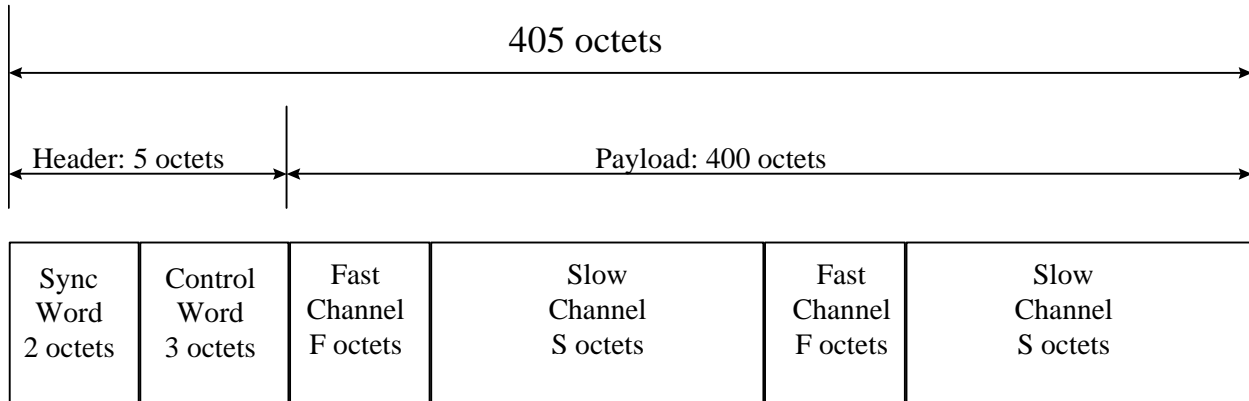 405 octets
Header: 5 octets
Payload: 400 octets
Sync
Word
2 octets
Control
Word
3 octets
Fast
Channel
F octets
Slow
Channel
S octets
Fast
Channel
F octets
Slow
Channel
S octets